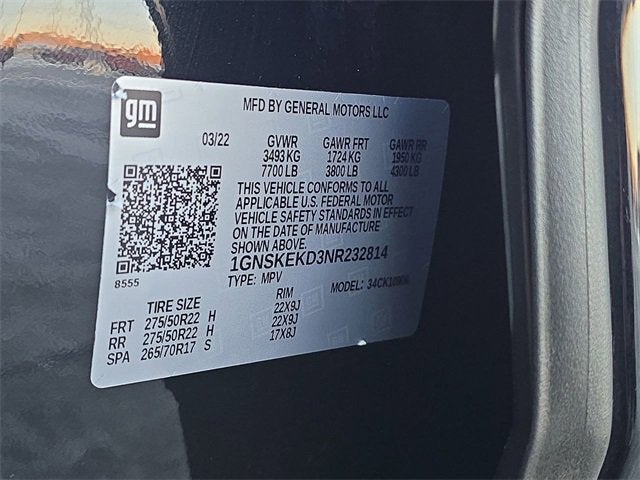 gm
MFD BY GENERAL MOTORS LLC
03/22 GVWR GAWR FRT GAWR RR
3493 KG 1724 KG 1950 KG
7700 LB 3800 LB 4300 LB
THIS VEHICLE CONFORMS TO ALL
APPLICABLE U.S. FEDERAL MOTOR
VEHICLE SAFETY STANDARDS IN EFFECT
ON THE DATE OF MANUFACTURE
SHOWN ABOVE.
1GNSKEKD3NR232814
8555
TYPE: MPV MODEL:
TIRE SIZE RIM
FRT 275/50R22 H 22X9J
RR 275/50R22 H 22X9J
SPA 265/70R17 S 17X8J